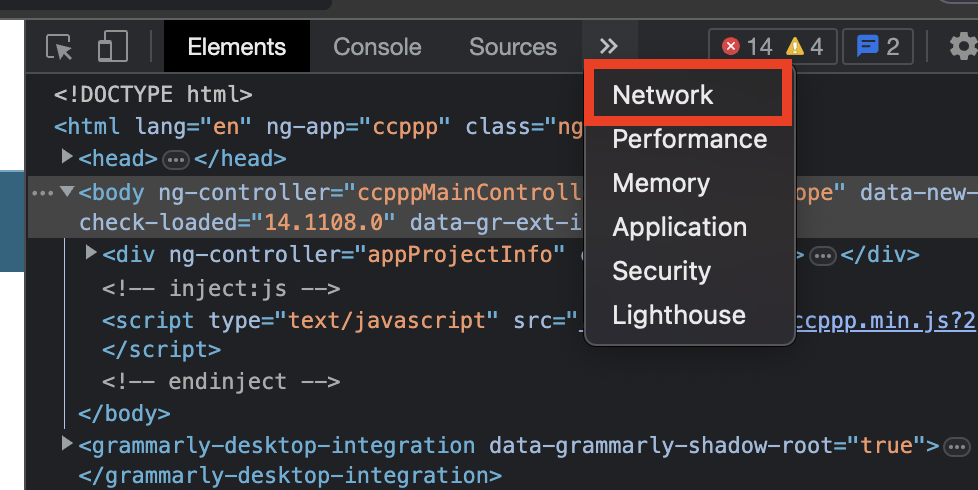 Elements Console Sources » 14 4 2
Network
Performance
Memory
Application
Security
Lighthouse
<!DOCTYPE html>
<html lang="en" ng-app="ccppp" class="ng
<head> ••• </head>
••• <body ng-controller="ccpppMainControll ope" data-new-
check-loaded="14.1108.0" data-gr-ext-i
<div ng-controller="appProjectInfo" > ••• </div>
<!-- inject:js -->
<script type="text/javascript" src=" ccppp.min.js?2
</script>
<!-- endinject -->
</body>
<grammarly-desktop-integration data-grammarly-shadow-root="true"> •••
</grammarly-desktop-integration>